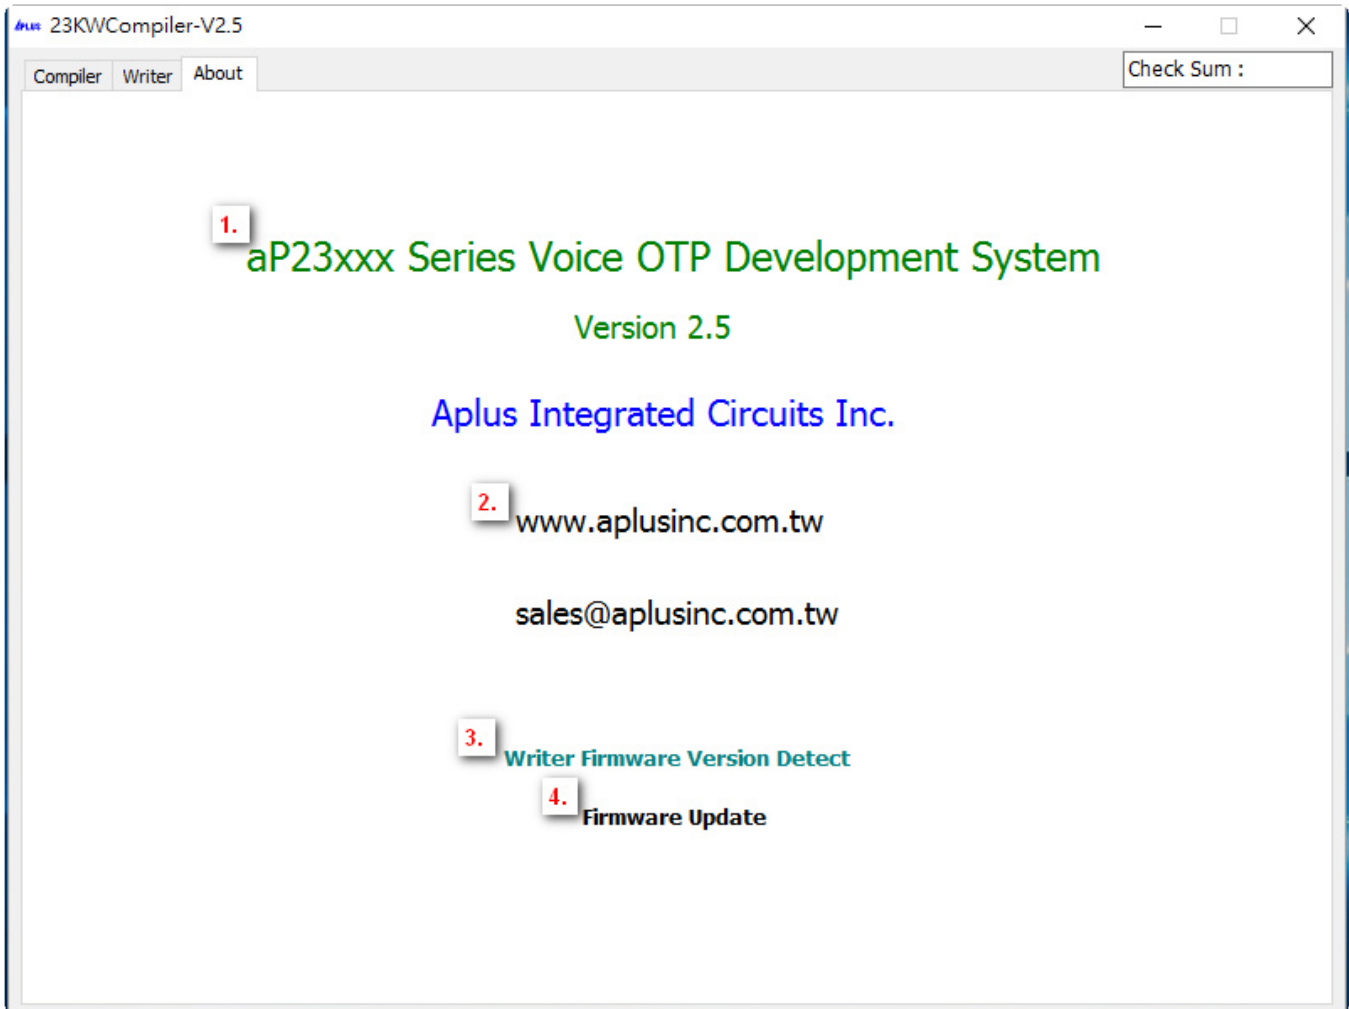 APLUS 23KWCompiler-V2.5
Compiler Writer About Check Sum :
1.
aP23xxx Series Voice OTP Development System
Version 2.5
Aplus Integrated Circuits Inc.
2.
www.aplusinc.com.tw
sales@aplusinc.com.tw
3.
Writer Firmware Version Detect
4.
Firmware Update